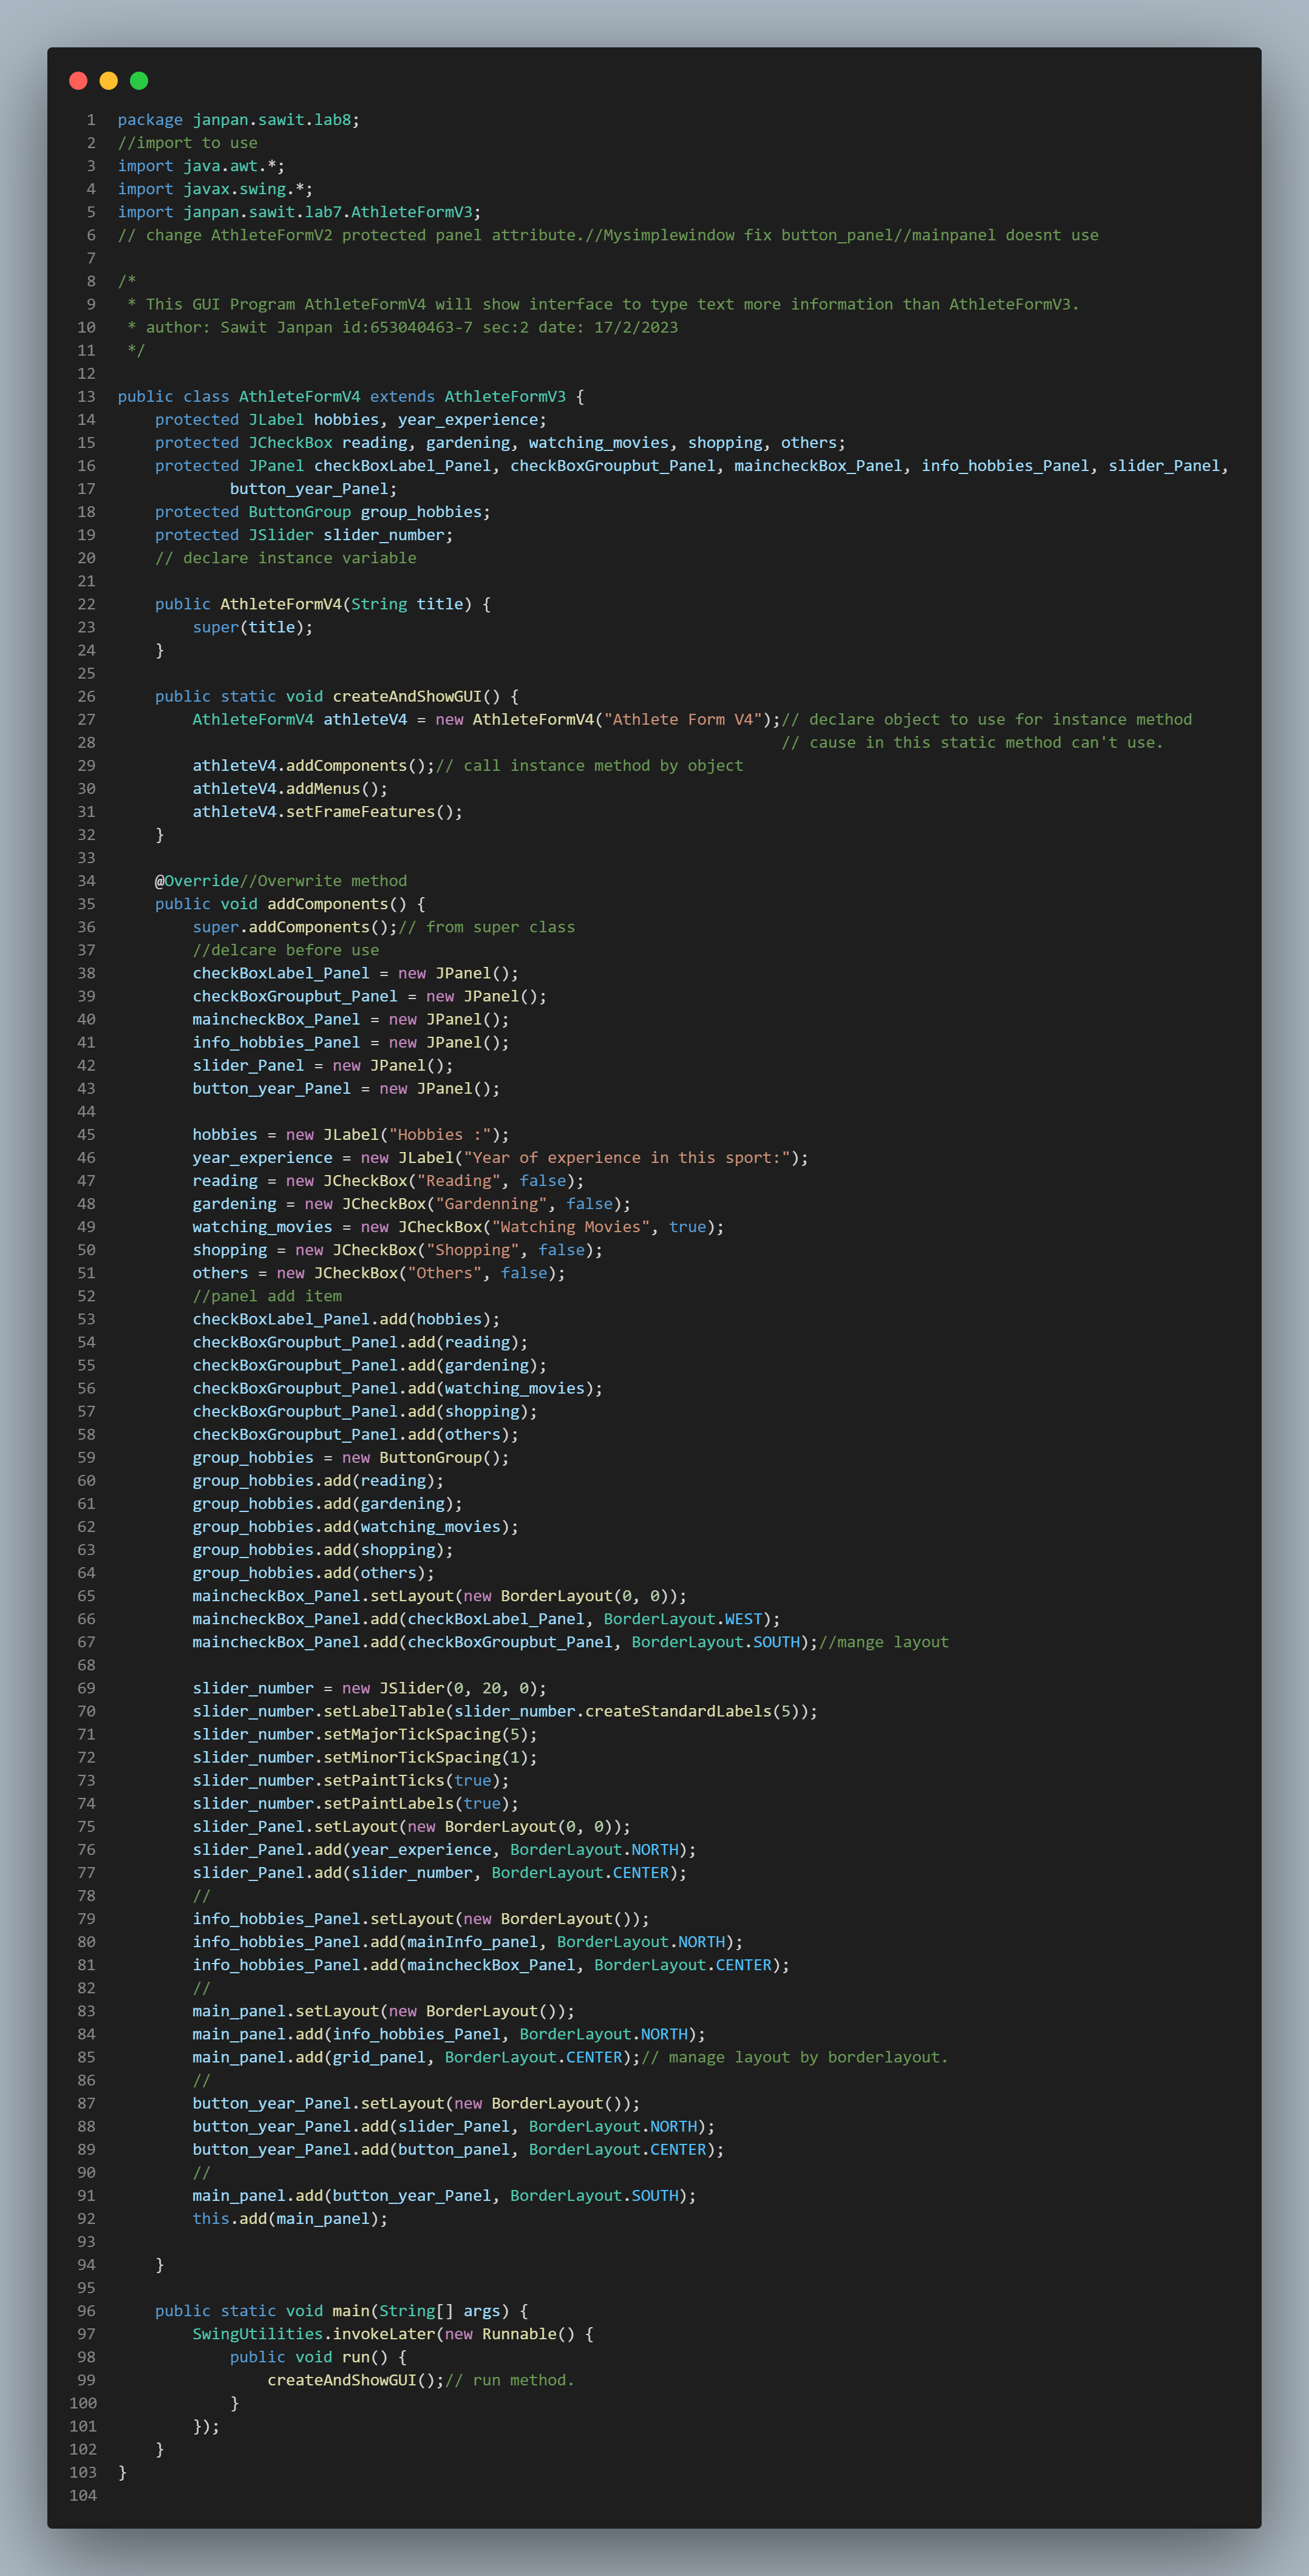 1 package janpan.sawit.lab8;
2 //import to use
3 import java.awt.*;
4 import javax.swing.*;
5 import janpan.sawit.lab7.AthleteFormV3;
6 // change AthleteFormV2 protected panel attribute.//Mysimplewindow fix button_panel//mainpanel doesnt use
7
8 /*
9  * This GUI Program AthleteFormV4 will show interface to type text more information than AthleteFormV3.
10  * author: Sawit Janpan id:653040463-7 sec:2 date: 17/2/2023
11  */
12
13 public class AthleteFormV4 extends AthleteFormV3 {
14     protected JLabel hobbies, year_experience;
15     protected JCheckBox reading, gardening, watching_movies, shopping, others;
16     protected JPanel checkBoxLabel_Panel, checkBoxGroupbut_Panel, maincheckBox_Panel, info_hobbies_Panel, slider_Panel,
17             button_year_Panel;
18     protected ButtonGroup group_hobbies;
19     protected JSlider slider_number;
20     // declare instance variable
21
22     public AthleteFormV4(String title) {
23         super(title);
24     }
25
26     public static void createAndShowGUI() {
27         AthleteFormV4 athleteV4 = new AthleteFormV4("Athlete Form V4");// declare object to use for instance method
28                                                                        // cause in this static method can't use.
29         athleteV4.addComponents();// call instance method by object
30         athleteV4.addMenus();
31         athleteV4.setFrameFeatures();
32     }
33
34     @Override//Overwrite method
35     public void addComponents() {
36         super.addComponents();// from super class
37         //delcare before use
38         checkBoxLabel_Panel = new JPanel();
39         checkBoxGroupbut_Panel = new JPanel();
40         maincheckBox_Panel = new JPanel();
41         info_hobbies_Panel = new JPanel();
42         slider_Panel = new JPanel();
43         button_year_Panel = new JPanel();
44
45         hobbies = new JLabel("Hobbies :");
46         year_experience = new JLabel("Year of experience in this sport:");
47         reading = new JCheckBox("Reading", false);
48         gardening = new JCheckBox("Gardenning", false);
49         watching_movies = new JCheckBox("Watching Movies", true);
50         shopping = new JCheckBox("Shopping", false);
51         others = new JCheckBox("Others", false);
52         //panel add item
53         checkBoxLabel_Panel.add(hobbies);
54         checkBoxGroupbut_Panel.add(reading);
55         checkBoxGroupbut_Panel.add(gardening);
56         checkBoxGroupbut_Panel.add(watching_movies);
57         checkBoxGroupbut_Panel.add(shopping);
58         checkBoxGroupbut_Panel.add(others);
59         group_hobbies = new ButtonGroup();
60         group_hobbies.add(reading);
61         group_hobbies.add(gardening);
62         group_hobbies.add(watching_movies);
63         group_hobbies.add(shopping);
64         group_hobbies.add(others);
65         maincheckBox_Panel.setLayout(new BorderLayout(0, 0));
66         maincheckBox_Panel.add(checkBoxLabel_Panel, BorderLayout.WEST);
67         maincheckBox_Panel.add(checkBoxGroupbut_Panel, BorderLayout.SOUTH);//mange layout
68
69         slider_number = new JSlider(0, 20, 0);
70         slider_number.setLabelTable(slider_number.createStandardLabels(5));
71         slider_number.setMajorTickSpacing(5);
72         slider_number.setMinorTickSpacing(1);
73         slider_number.setPaintTicks(true);
74         slider_number.setPaintLabels(true);
75         slider_Panel.setLayout(new BorderLayout(0, 0));
76         slider_Panel.add(year_experience, BorderLayout.NORTH);
77         slider_Panel.add(slider_number, BorderLayout.CENTER);
78         //
79         info_hobbies_Panel.setLayout(new BorderLayout());
80         info_hobbies_Panel.add(mainInfo_panel, BorderLayout.NORTH);
81         info_hobbies_Panel.add(maincheckBox_Panel, BorderLayout.CENTER);
82         //
83         main_panel.setLayout(new BorderLayout());
84         main_panel.add(info_hobbies_Panel, BorderLayout.NORTH);
85         main_panel.add(grid_panel, BorderLayout.CENTER);// manage layout by borderlayout.
86         //
87         button_year_Panel.setLayout(new BorderLayout());
88         button_year_Panel.add(slider_Panel, BorderLayout.NORTH);
89         button_year_Panel.add(button_panel, BorderLayout.CENTER);
90         //
91         main_panel.add(button_year_Panel, BorderLayout.SOUTH);
92         this.add(main_panel);
93
94     }
95
96     public static void main(String[] args) {
97         SwingUtilities.invokeLater(new Runnable() {
98             public void run() {
99                 createAndShowGUI();// run method.
100             }
101         });
102     }
103 }
104